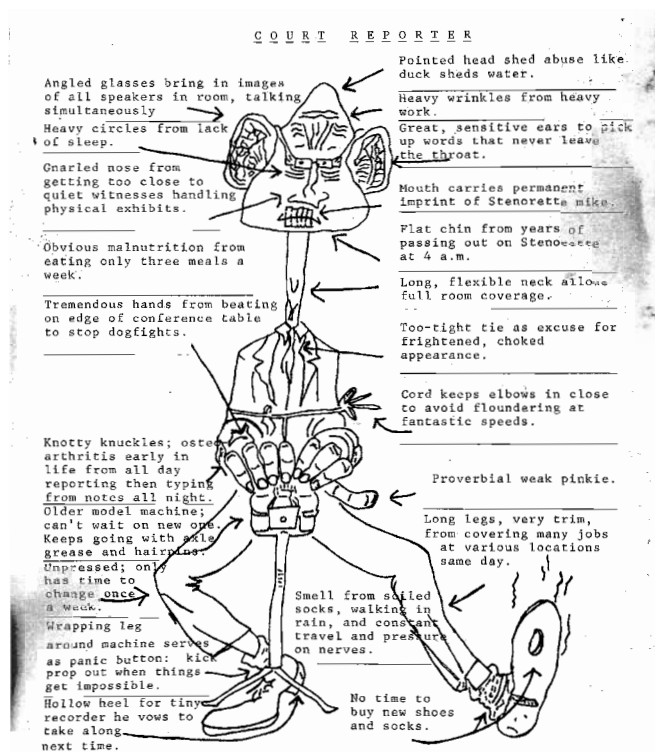 COURT REPORTER
Angled glasses bring in images
of all speakers in room, talking
simultaneously
Heavy circles from lack
of sleep.
Gnarled nose from
getting too close to
quiet witnesses handling
physical exhibits.
Obvious malnutrition from
eating only three meals a
week.
Tremendous hands from beating
on edge of conference table
to stop dogfights.
Knotty knuckles; osteo
arthritis early in
life from all day
reporting then typing
from notes all night.
Older model machine;
can't wait on new one.
Keeps going with axle
grease and hairpins.
Unpressed; only
has time to
change once
a week.
Wrapping leg
around machine serves
as panic button: kick
prop out when things
get impossible.
Hollow heel for tiny
recorder he vows to
take along
next time.
Pointed head shed abuse like
duck sheds water.
Heavy wrinkles from heavy
work.
Great, sensitive ears to pick
up words that never leave
the throat.
Mouth carries permanent
imprint of Stenorette mike.
Flat chin from years of
passing out on Stenorette
at 4 a.m.
Long, flexible neck allows
full room coverage.
Too-tight tie as excuse for
frightened, choked
appearance.
Cord keeps elbows in close
to avoid floundering at
fantastic speeds.
Proverbial weak pinkie.
Long legs, very trim,
from covering many jobs
at various locations
same day.
Smell from soiled
socks, walking in
rain, and constant
travel and pressure
on nerves.
No time to
buy new shoes
and socks.